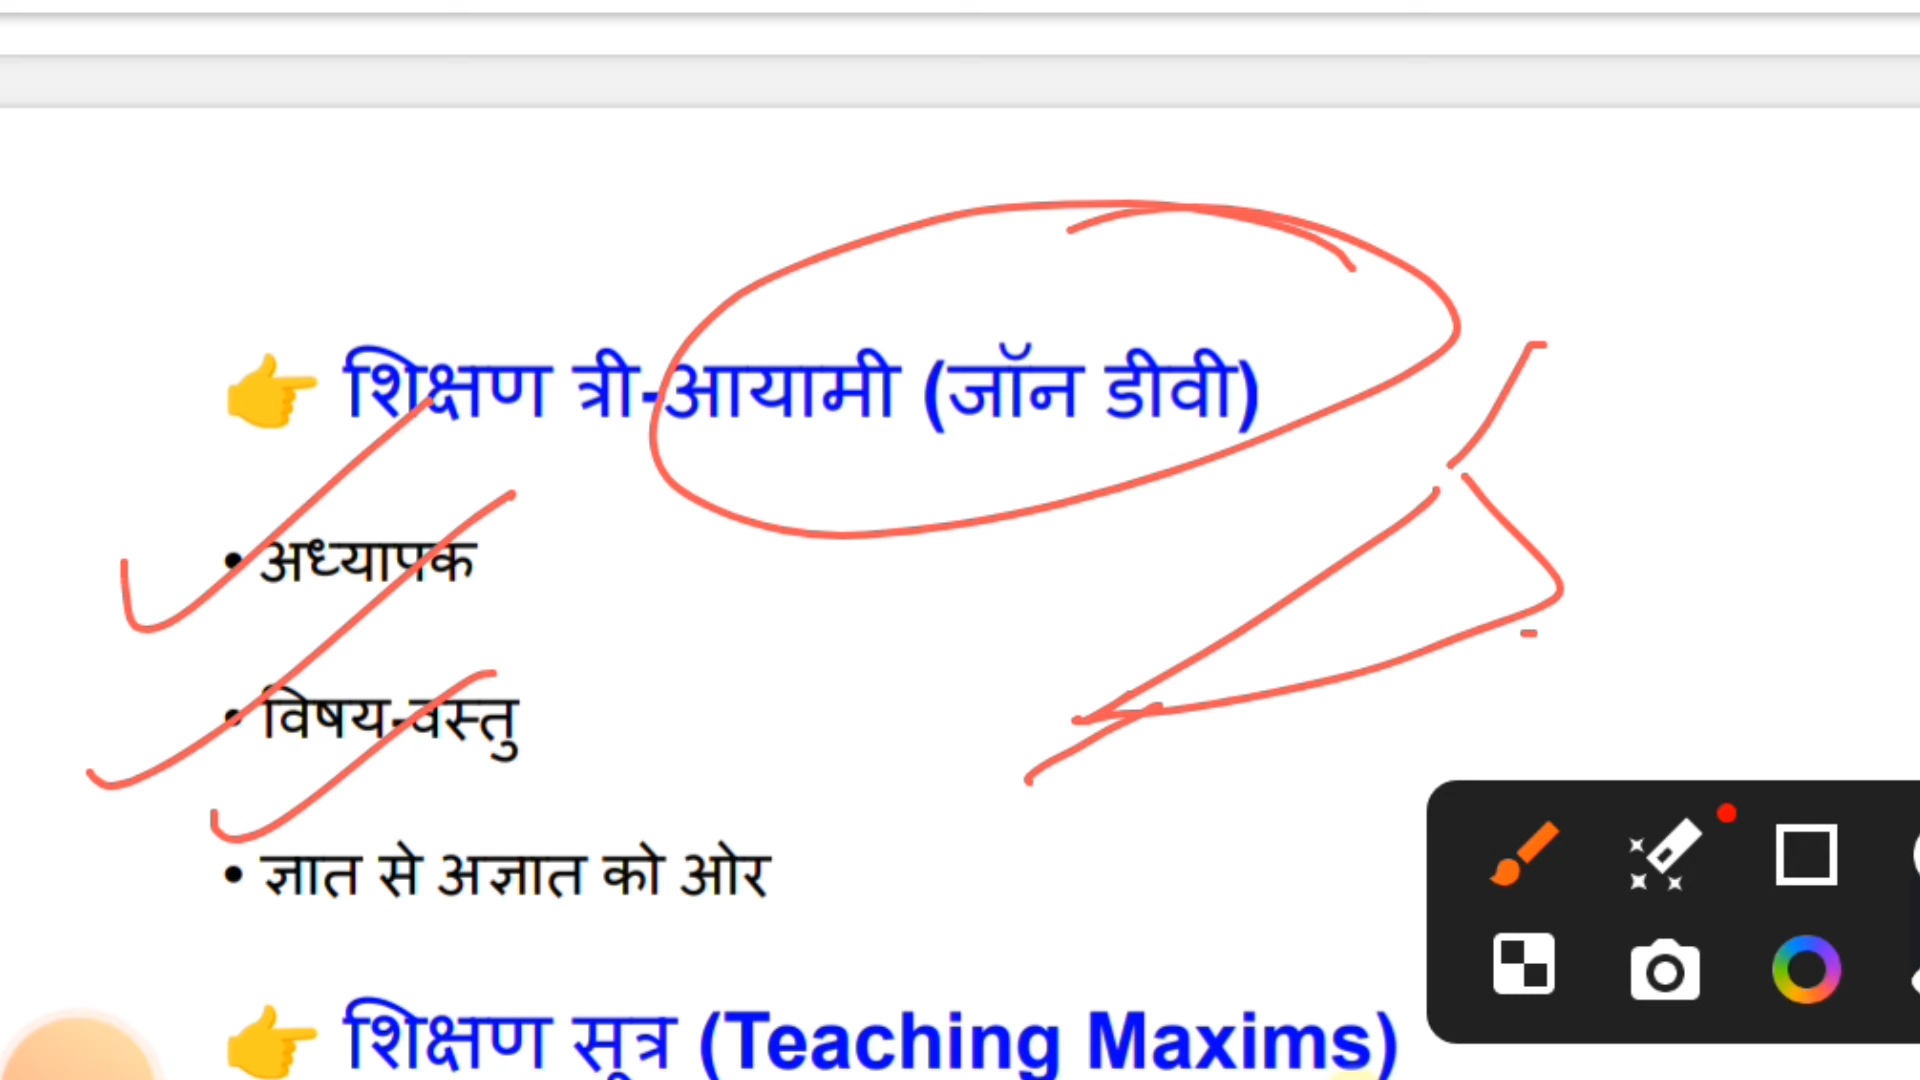 👉 शिक्षण त्री-आयामी (जॉन डीवी)
• अध्यापक
• विषय-वस्तु
• ज्ञात से अज्ञात को ओर
👉 शिक्षण सूत्र (Teaching Maxims)